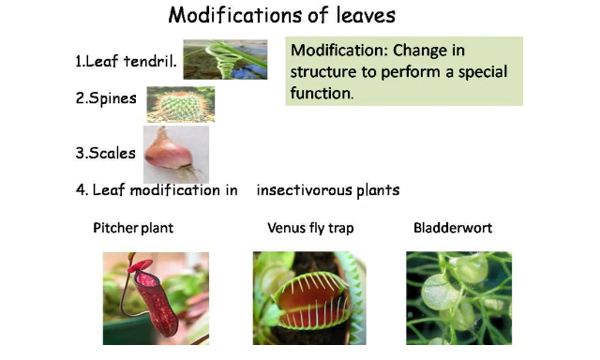 Modifications of leaves
1.Leaf tendril.
Modification: Change in
structure to perform a special
function.
2.Spines
3.Scales
4. Leaf modification in insectivorous plants
Pitcher plant
Venus fly trap
Bladderwort